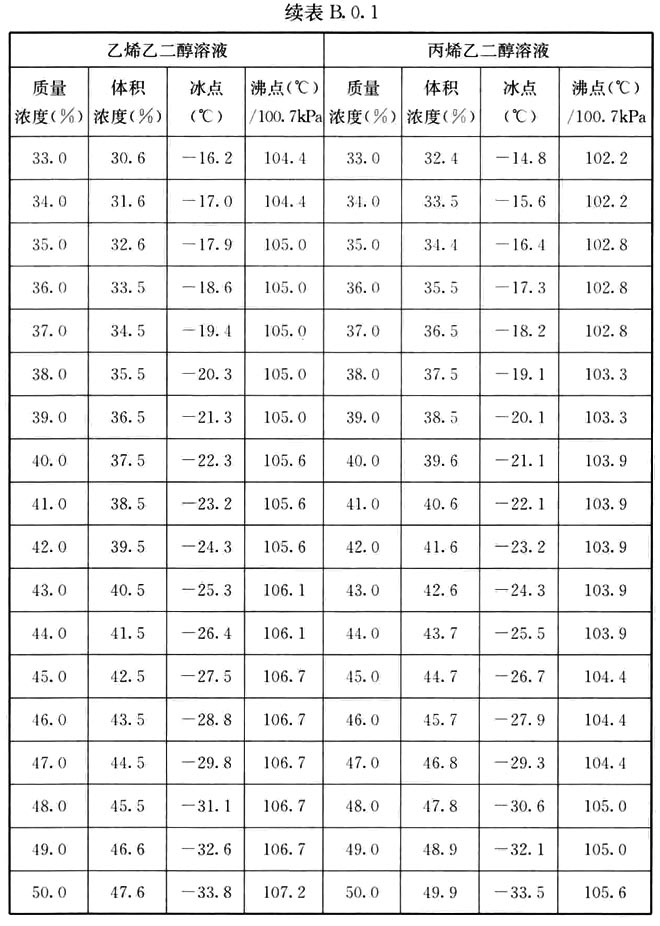 续表 B.0.1
乙烯乙二醇溶液 丙烯乙二醇溶液
质量 体积 冰点 沸点(℃) 质量 体积 冰点 沸点(℃)
浓度(%) 浓度(%) (℃) /100.7kPa 浓度(%) 浓度(%) (℃) /100.7kPa
33.0 30.6 －16.2 104.4 33.0 32.4 －14.8 102.2
34.0 31.6 －17.0 104.4 34.0 33.5 －15.6 102.2
35.0 32.6 －17.9 105.0 35.0 34.4 －16.4 102.8
36.0 33.5 －18.6 105.0 36.0 35.5 －17.3 102.8
37.0 34.5 －19.4 105.0 37.0 36.5 －18.2 102.8
38.0 35.5 －20.3 105.0 38.0 37.5 －19.1 103.3
39.0 36.5 －21.3 105.0 39.0 38.5 －20.1 103.3
40.0 37.5 －22.3 105.6 40.0 39.6 －21.1 103.9
41.0 38.5 －23.2 105.6 41.0 40.6 －22.1 103.9
42.0 39.5 －24.3 105.6 42.0 41.6 －23.2 103.9
43.0 40.5 －25.3 106.1 43.0 42.6 －24.3 103.9
44.0 41.5 －26.4 106.1 44.0 43.7 －25.5 103.9
45.0 42.5 －27.5 106.7 45.0 44.7 －26.7 104.4
46.0 43.5 －28.8 106.7 46.0 45.7 －27.9 104.4
47.0 44.5 －29.8 106.7 47.0 46.8 －29.3 104.4
48.0 45.5 －31.1 106.7 48.0 47.8 －30.6 105.0
49.0 46.6 －32.6 106.7 49.0 48.9 －32.1 105.0
50.0 47.6 －33.8 107.2 50.0 49.9 －33.5 105.6